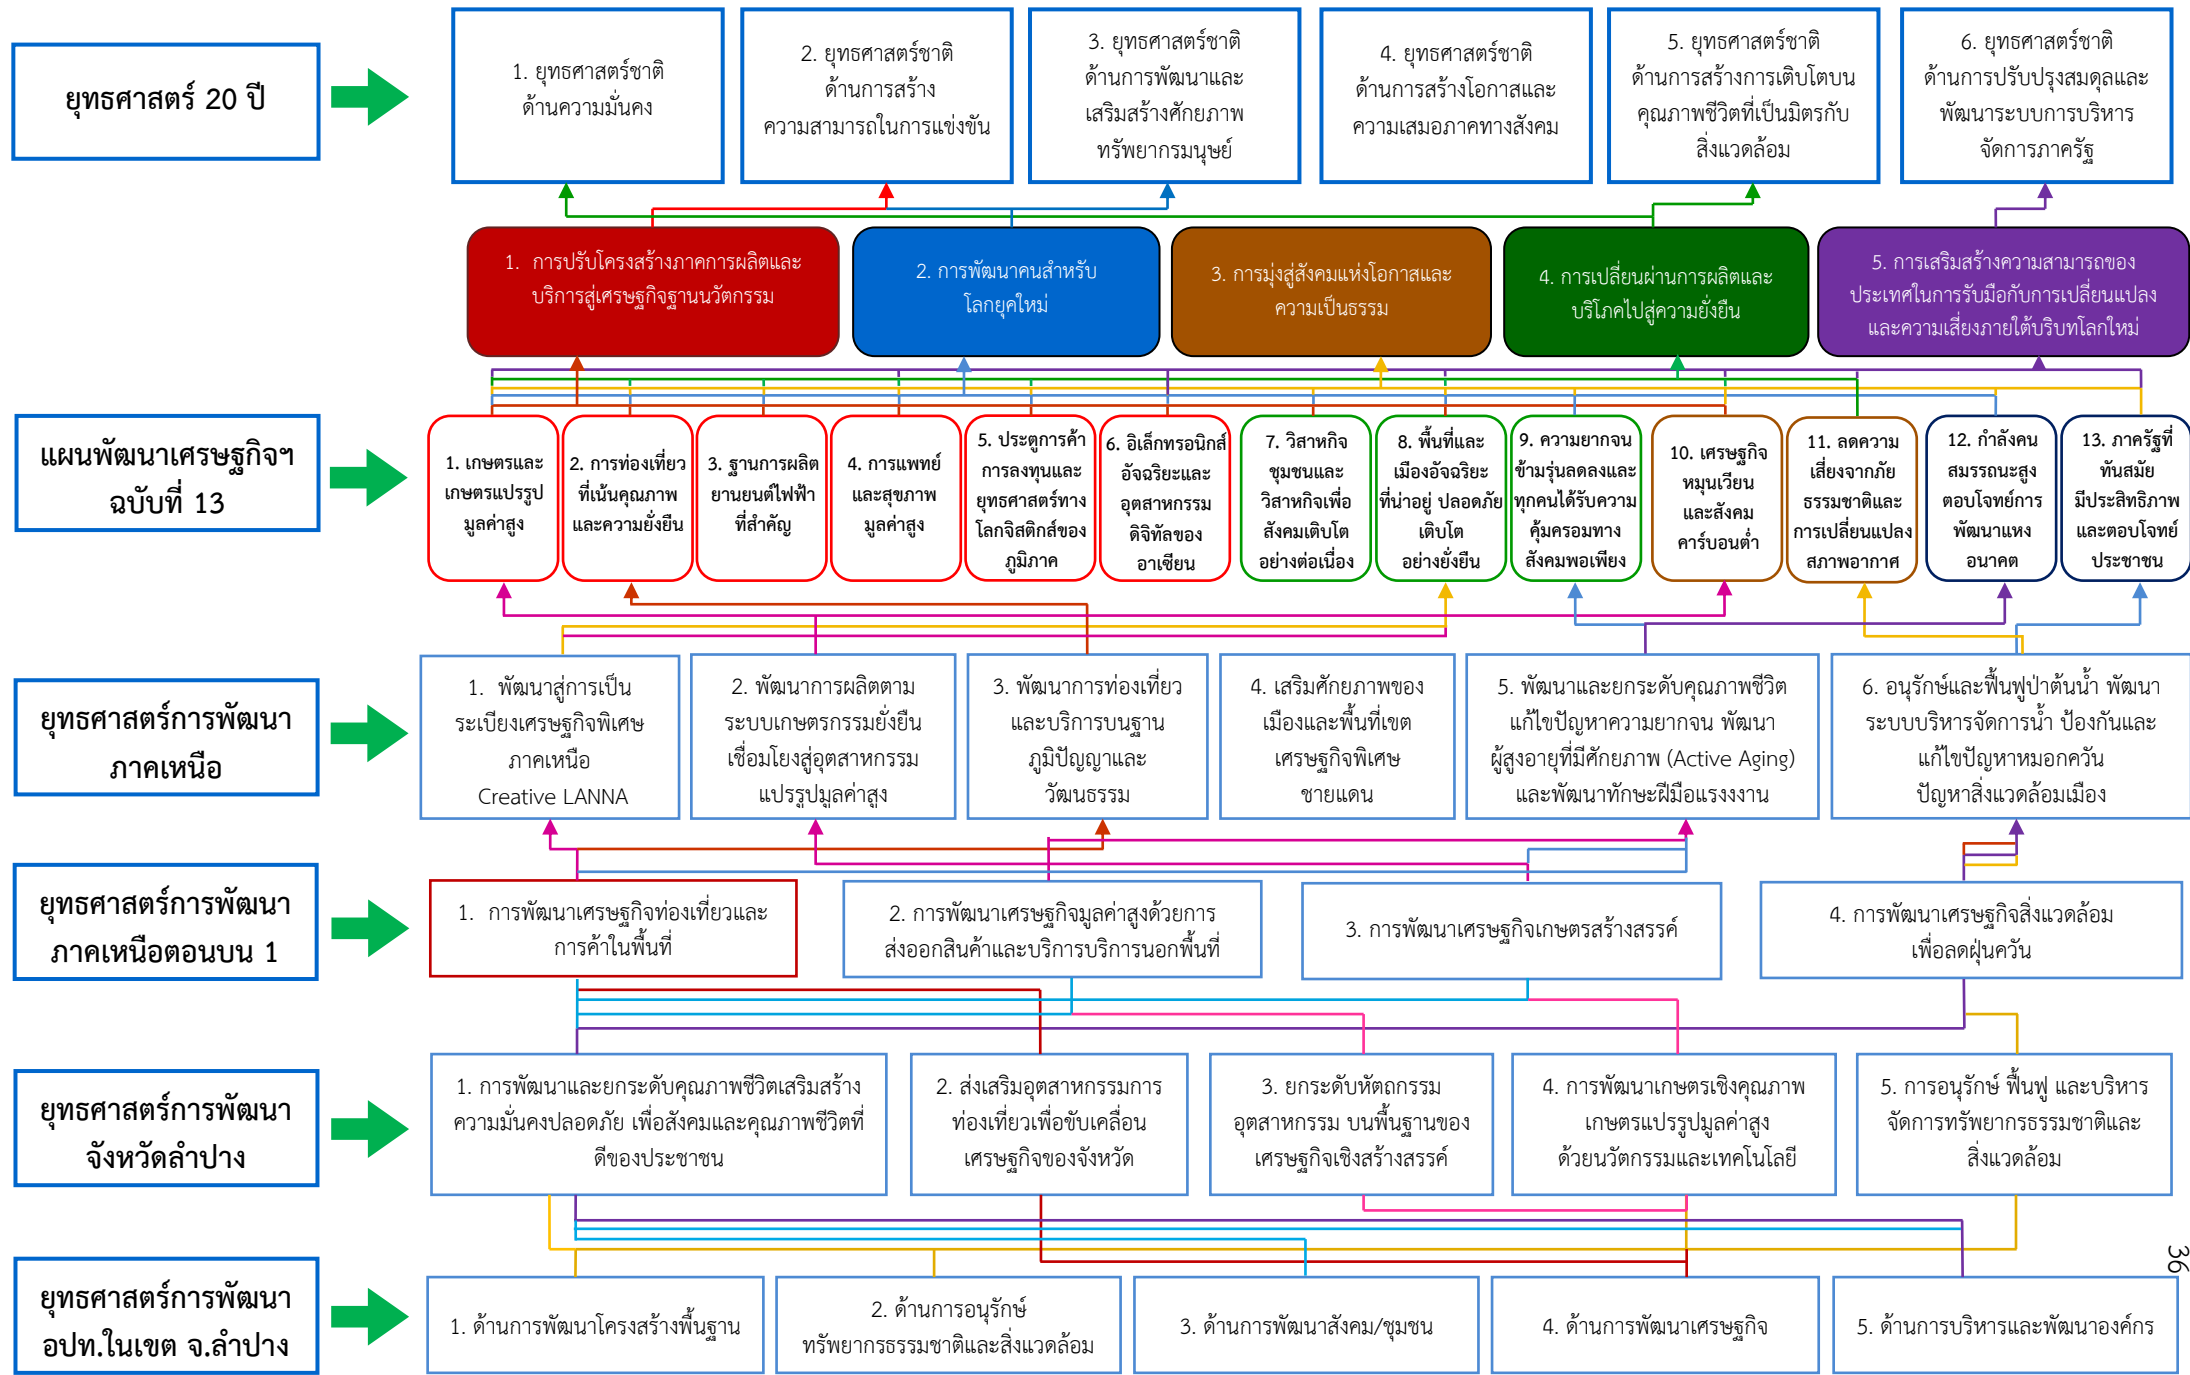 ยุทธศาสตร์ 20 ปี
1. ยุทธศาสตร์ชาติ
ด้านความมั่นคง
2. ยุทธศาสตร์ชาติ
ด้านการสร้าง
ความสามารถในการแข่งขัน
3. ยุทธศาสตร์ชาติ
ด้านการพัฒนาและ
เสริมสร้างศักยภาพ
ทรัพยากรมนุษย์
4. ยุทธศาสตร์ชาติ
ด้านการสร้างโอกาสและ
ความเสมอภาคทางสังคม
5. ยุทธศาสตร์ชาติ
ด้านการสร้างการเติบโตบน
คุณภาพชีวิตที่เป็นมิตรกับ
สิ่งแวดล้อม
6. ยุทธศาสตร์ชาติ
ด้านการปรับปรุงสมดุลและ
พัฒนาระบบการบริหาร
จัดการภาครัฐ
1. การปรับโครงสร้างภาคการผลิตและ
บริการสู่เศรษฐกิจฐานนวัตกรรม
2. การพัฒนาคนสำหรับ
โลกยุคใหม่
3. การมุ่งสู่สังคมแห่งโอกาสและ
ความเป็นธรรม
4. การเปลี่ยนผ่านการผลิตและ
บริโภคไปสู่ความยั่งยืน
5. การเสริมสร้างความสามารถของ
ประเทศในการรับมือกับการเปลี่ยนแปลง
และความเสี่ยงภายใต้บริบทโลกใหม่
แผนพัฒนาเศรษฐกิจฯ
ฉบับที่ 13
1. เกษตรและ
เกษตรแปรรูป
มูลค่าสูง
2. การท่องเที่ยว
ที่เน้นคุณภาพ
และความยั่งยืน
3. ฐานการผลิต
ยานยนต์ไฟฟ้า
ที่สำคัญ
4. การแพทย์
และสุขภาพ
มูลค่าสูง
5. ประตูการค้า
การลงทุนและ
ยุทธศาสตร์ทาง
โลกจิสติกส์ของ
ภูมิภาค
6. อิเล็กทรอนิกส์
อัจฉริยะและ
อุตสาหกรรม
ดิจิทัลของ
อาเซียน
7. วิสาหกิจ
ชุมชนและ
วิสาหกิจเพื่อ
สังคมเติบโต
อย่างต่อเนื่อง
8. พื้นที่และ
เมืองอัจฉริยะ
ที่น่าอยู่ ปลอดภัย
เติบโต
อย่างยั่งยืน
9. ความยากจน
ข้ามรุ่นลดลงและ
ทุกคนได้รับความ
คุ้มครอมทาง
สังคมพอเพียง
10. เศรษฐกิจ
หมุนเวียน
และสังคม
คาร์บอนต่ำ
11. ลดความ
เสี่ยงจากภัย
ธรรมชาติและ
การเปลี่ยนแปลง
สภาพอากาศ
12. กำลังคน
สมรรถนะสูง
ตอบโจทย์การ
พัฒนาแหง
อนาคต
13. ภาครัฐที่
ทันสมัย
มีประสิทธิภาพ
และตอบโจทย์
ประชาชน
ยุทธศาสตร์การพัฒนา
ภาคเหนือ
1. พัฒนาสู่การเป็น
ระเบียงเศรษฐกิจพิเศษ
ภาคเหนือ
Creative LANNA
2. พัฒนาการผลิตตาม
ระบบเกษตรกรรมยั่งยืน
เชื่อมโยงสู่อุตสาหกรรม
แปรรูปมูลค่าสูง
3. พัฒนาการท่องเที่ยว
และบริการบนฐาน
ภูมิปัญญาและ
วัฒนธรรม
4. เสริมศักยภาพของ
เมืองและพื้นที่เขต
เศรษฐกิจพิเศษ
ชายแดน
5. พัฒนาและยกระดับคุณภาพชีวิต
แก้ไขปัญหาความยากจน พัฒนา
ผู้สูงอายุที่มีศักยภาพ (Active Aging)
และพัฒนาทักษะฝีมือแรงงงาน
6. อนุรักษ์และฟื้นฟูป่าต้นน้ำ พัฒนา
ระบบบริหารจัดการน้ำ ป้องกันและ
แก้ไขปัญหาหมอกควัน
ปัญหาสิ่งแวดล้อมเมือง
ยุทธศาสตร์การพัฒนา
ภาคเหนือตอนบน 1
1. การพัฒนาเศรษฐกิจท่องเที่ยวและ
การค้าในพื้นที่
2. การพัฒนาเศรษฐกิจมูลค่าสูงด้วยการ
ส่งออกสินค้าและบริการบริการนอกพื้นที่
3. การพัฒนาเศรษฐกิจเกษตรสร้างสรรค์
4. การพัฒนาเศรษฐกิจสิ่งแวดล้อม
เพื่อลดฝุ่นควัน
ยุทธศาสตร์การพัฒนา
จังหวัดลำปาง
1. การพัฒนาและยกระดับคุณภาพชีวิตเสริมสร้าง
ความมั่นคงปลอดภัย เพื่อสังคมและคุณภาพชีวิตที่
ดีของประชาชน
2. ส่งเสริมอุตสาหกรรมการ
ท่องเที่ยวเพื่อขับเคลื่อน
เศรษฐกิจของจังหวัด
3. ยกระดับหัตถกรรม
อุตสาหกรรม บนพื้นฐานของ
เศรษฐกิจเชิงสร้างสรรค์
4. การพัฒนาเกษตรเชิงคุณภาพ
เกษตรแปรรูปมูลค่าสูง
ด้วยนวัตกรรมและเทคโนโลยี
5. การอนุรักษ์ ฟื้นฟู และบริหาร
จัดการทรัพยากรธรรมชาติและ
สิ่งแวดล้อม
36
ยุทธศาสตร์การพัฒนา
อปท.ในเขต จ.ลำปาง
1. ด้านการพัฒนาโครงสร้างพื้นฐาน
2. ด้านการอนุรักษ์
ทรัพยากรธรรมชาติและสิ่งแวดล้อม
3. ด้านการพัฒนาสังคม/ชุมชน
4. ด้านการพัฒนาเศรษฐกิจ
5. ด้านการบริหารและพัฒนาองค์กร